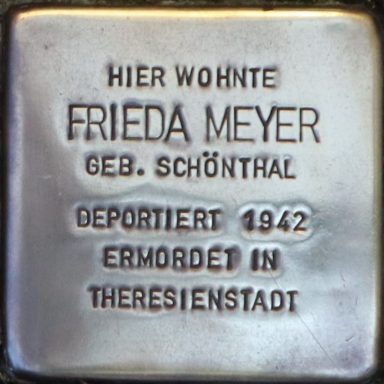 HIER WOHNTE
FRIEDA MEYER
GEB. SCHÖNTHAL
DEPORTIERT 1942
ERMORDET IN
THERESIENSTADT